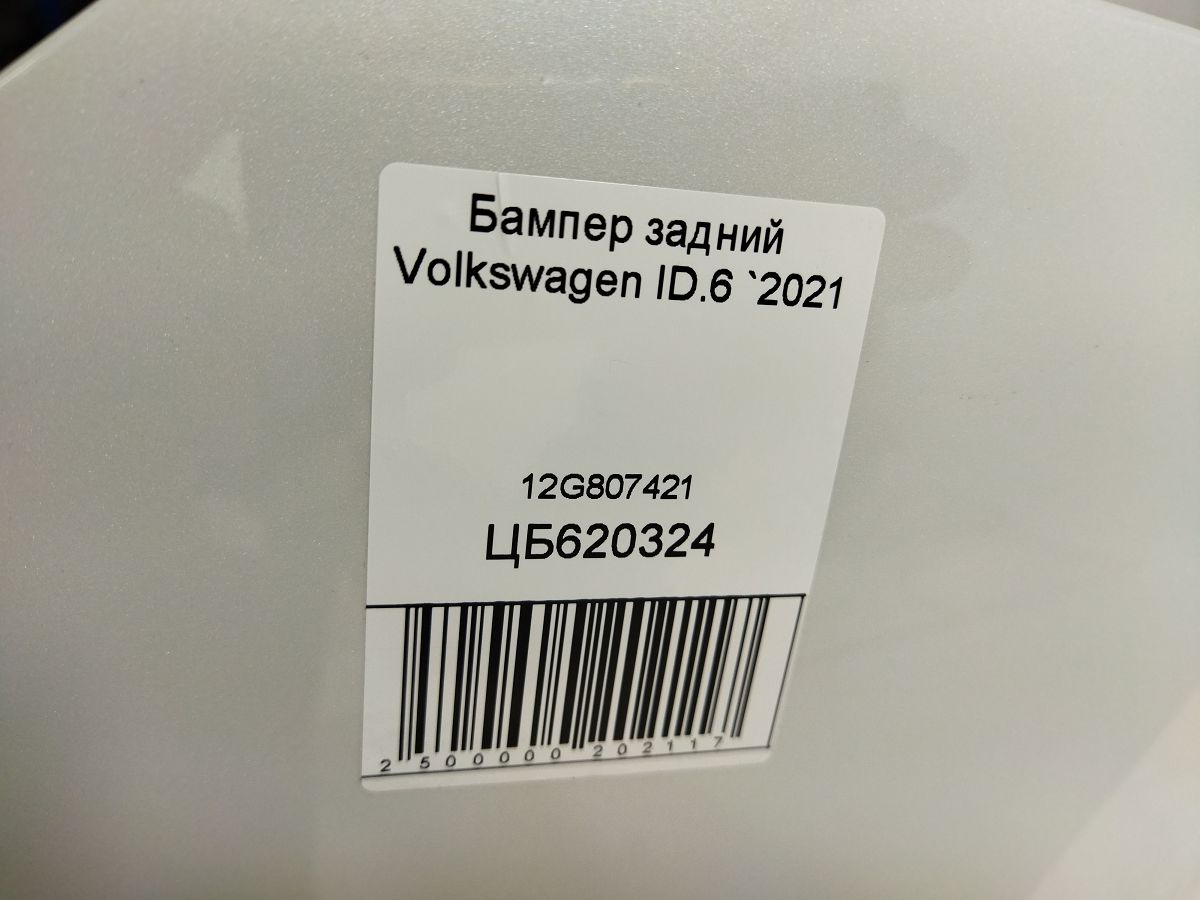 Бампер задний
Volkswagen ID.6 `2021
12G807421
ЦБ620324
2 500000 202117